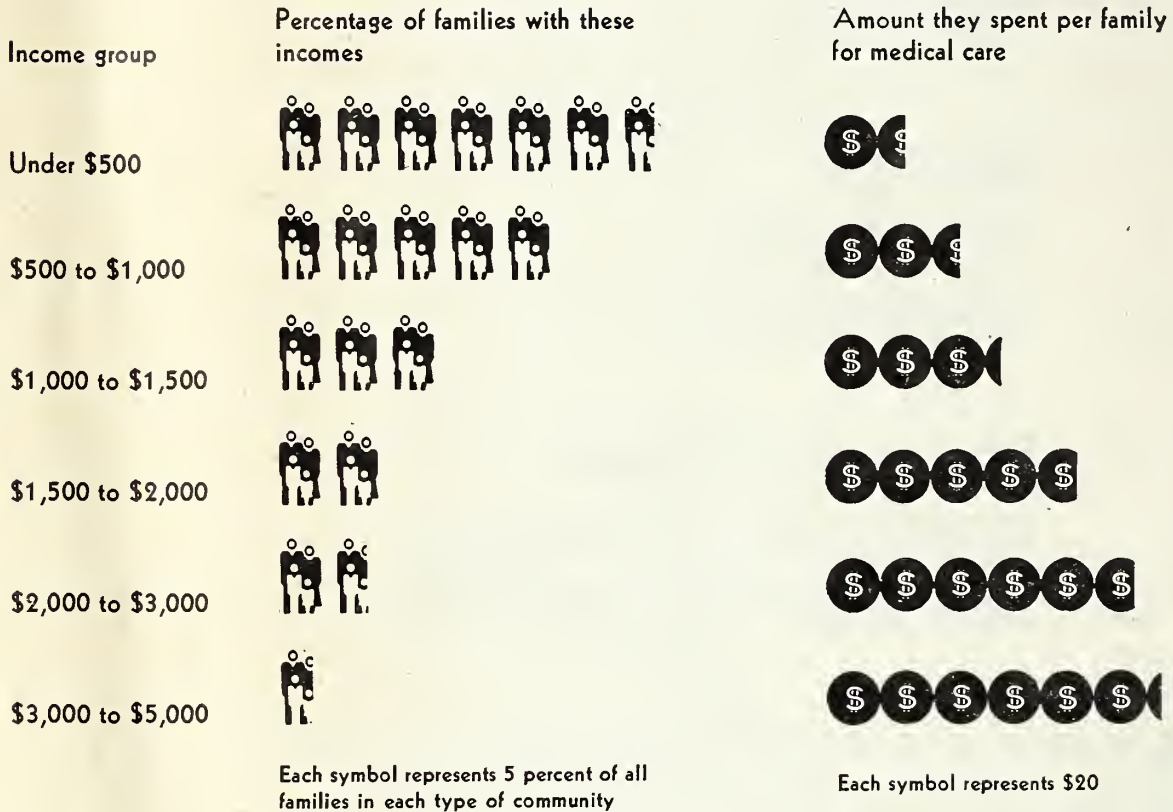 Income group
Percentage of families with these
incomes
Amount they spent per family
for medical care
Under $500
$500 to $1,000
$1,000 to $1,500
$1,500 to $2,000
$2,000 to $3,000
$3,000 to $5,000
Each symbol represents 5 percent of all
families in each type of community
Each symbol represents $20